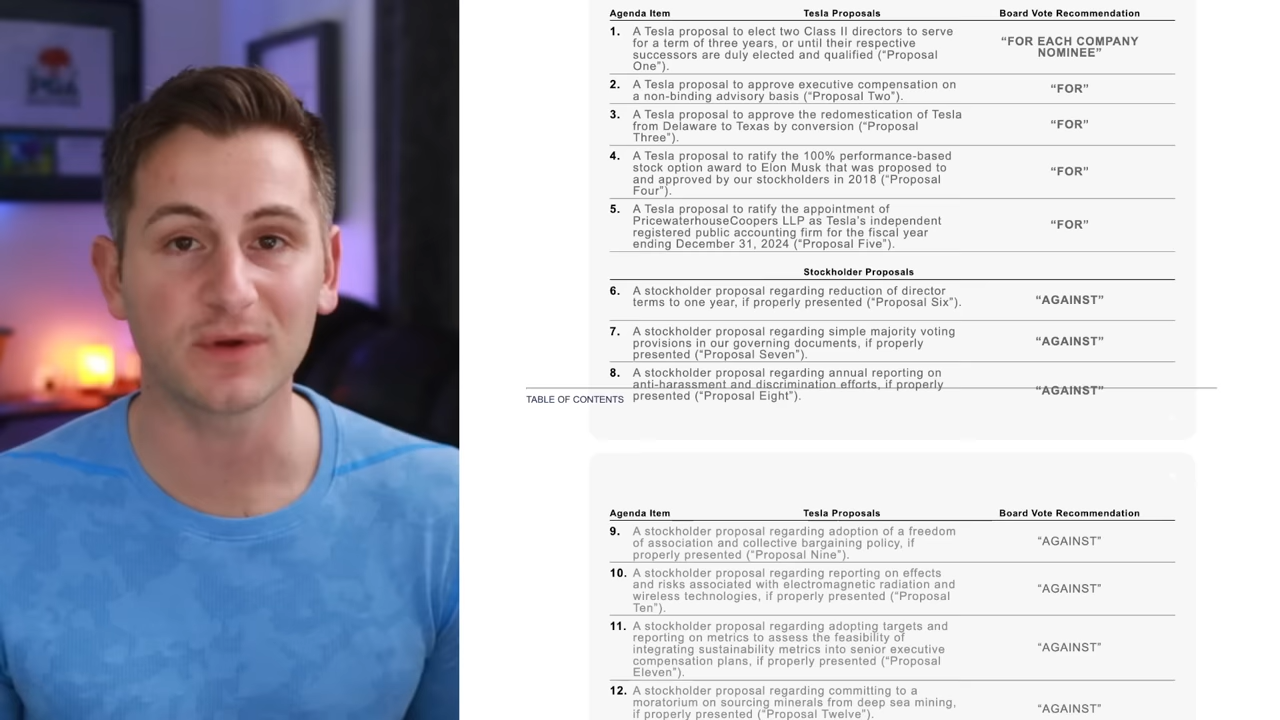 Agenda Item Tesla Proposals Board Vote Recommendation
1. A Tesla proposal to elect two Class II directors to serve
for a term of three years, or until their respective
successors are duly elected and qualified (“Proposal
One”).
“FOR EACH COMPANY
NOMINEE”
2. A Tesla proposal to approve executive compensation on
a non-binding advisory basis (“Proposal Two”).
“FOR”
3. A Tesla proposal to approve the redomestication of Tesla
from Delaware to Texas by conversion (“Proposal
Three”).
“FOR”
4. A Tesla proposal to ratify the 100% performance-based
stock option award to Elon Musk that was proposed to
and approved by our stockholders in 2018 (“Proposal
Four”).
“FOR”
5. A Tesla proposal to ratify the appointment of
PricewaterhouseCoopers LLP as Tesla’s independent
registered public accounting firm for the fiscal year
ending December 31, 2024 (“Proposal Five”).
“FOR”
Stockholder Proposals
6. A stockholder proposal regarding reduction of director
terms to one year, if properly presented (“Proposal Six”).
“AGAINST”
7. A stockholder proposal regarding simple majority voting
provisions in our governing documents, if properly
presented (“Proposal Seven”).
“AGAINST”
8. A stockholder proposal regarding annual reporting on
anti-harassment and discrimination efforts, if properly
presented (“Proposal Eight”).
“AGAINST”
TABLE OF CONTENTS
Agenda Item Tesla Proposals Board Vote Recommendation
9. A stockholder proposal regarding adoption of a freedom
of association and collective bargaining policy, if
properly presented (“Proposal Nine”).
“AGAINST”
10. A stockholder proposal regarding reporting on effects
and risks associated with electromagnetic radiation and
wireless technologies, if properly presented (“Proposal
Ten”).
“AGAINST”
11. A stockholder proposal regarding adopting targets and
reporting on metrics to assess the feasibility of
integrating sustainability metrics into senior executive
compensation plans, if properly presented (“Proposal
Eleven”).
“AGAINST”
12. A stockholder proposal regarding committing to a
moratorium on sourcing minerals from deep sea mining,
if properly presented (“Proposal Twelve”).
“AGAINST”